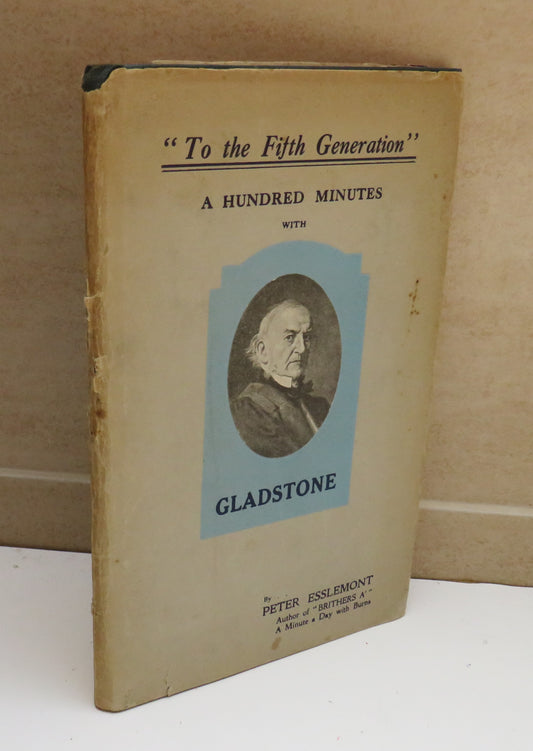 “To the Fifth Generation”
A HUNDRED MINUTES
WITH
GLADSTONE
By
PETER ESSLEMONT
Author of "BRITHERS A'"
A Minute a Day with Burns